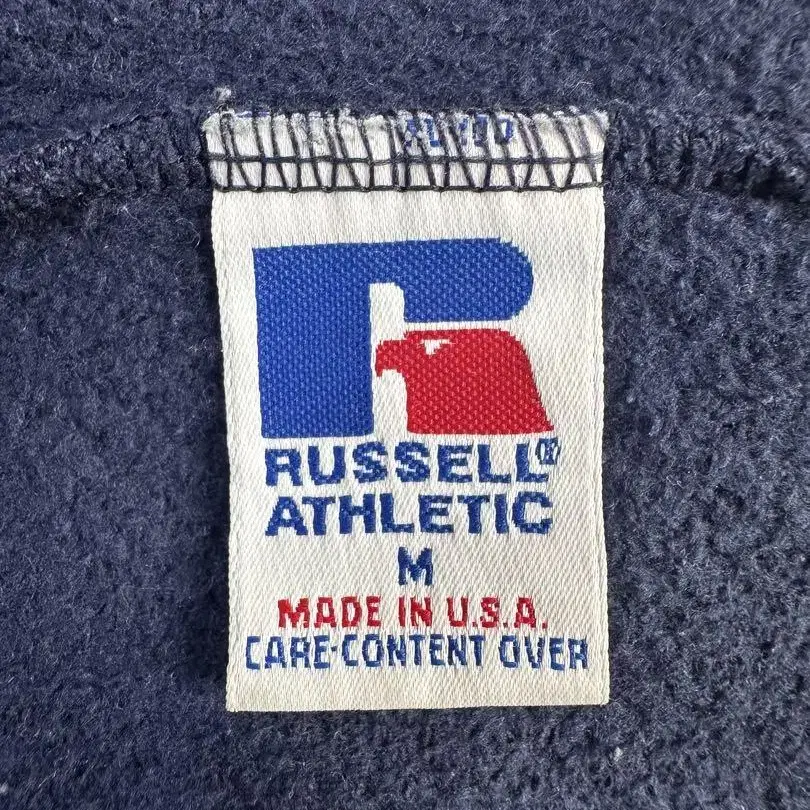 RUSSELL®
ATHLETIC
M
MADE IN U.S.A.
CARE-CONTENT OVER